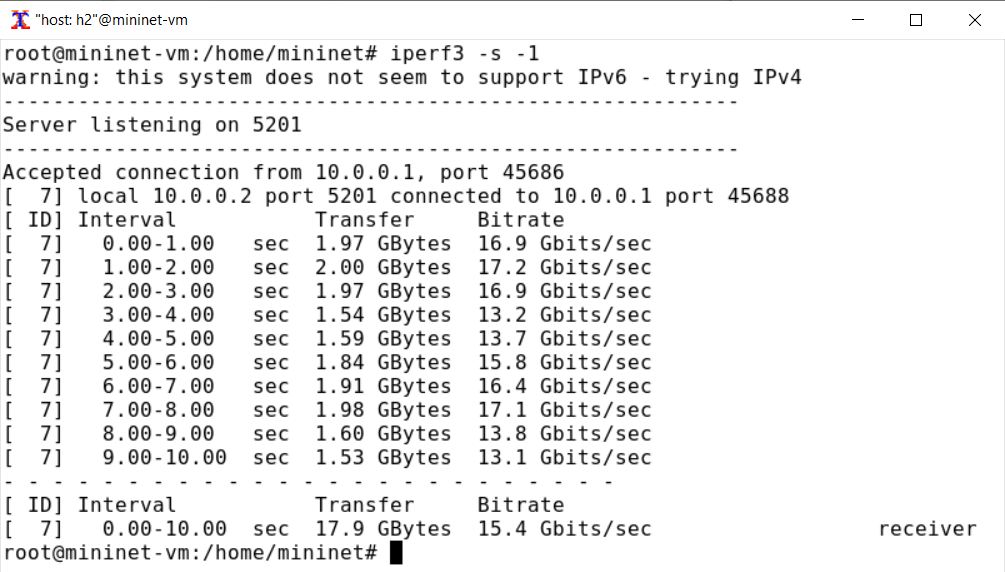 "host: h2"@mininet-vm
root@mininet-vm:/home/mininet# iperf3 -s -1
warning: this system does not seem to support IPv6 - trying IPv4
-----------------------------------------------------------
Server listening on 5201
-----------------------------------------------------------
Accepted connection from 10.0.0.1, port 45686
[  7] local 10.0.0.2 port 5201 connected to 10.0.0.1 port 45688
[ ID] Interval           Transfer     Bitrate
[  7]   0.00-1.00   sec  1.97 GBytes  16.9 Gbits/sec
[  7]   1.00-2.00   sec  2.00 GBytes  17.2 Gbits/sec
[  7]   2.00-3.00   sec  1.97 GBytes  16.9 Gbits/sec
[  7]   3.00-4.00   sec  1.54 GBytes  13.2 Gbits/sec
[  7]   4.00-5.00   sec  1.59 GBytes  13.7 Gbits/sec
[  7]   5.00-6.00   sec  1.84 GBytes  15.8 Gbits/sec
[  7]   6.00-7.00   sec  1.91 GBytes  16.4 Gbits/sec
[  7]   7.00-8.00   sec  1.98 GBytes  17.1 Gbits/sec
[  7]   8.00-9.00   sec  1.60 GBytes  13.8 Gbits/sec
[  7]   9.00-10.00  sec  1.53 GBytes  13.1 Gbits/sec
- - - - - - - - - - - - - - - - - - - - - - - - -
[ ID] Interval           Transfer     Bitrate
[  7]   0.00-10.00  sec  17.9 GBytes  15.4 Gbits/sec                  receiver
root@mininet-vm:/home/mininet#